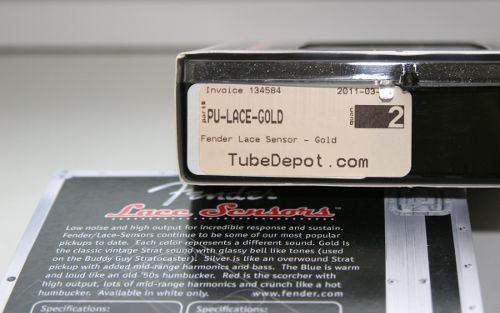 Invoice 134584 2011-03-
part# PU-LACE-GOLD 2
Fender Lace Sensor - Gold
TubeDepot.com
Fender
Lace Sensors
Low noise and high output for incredible response and sustain.
Fender/Lace-Sensors continue to be some of our most popular
pickups to date. Each color represents a different sound. Gold is
the classic vintage Strat sound with glassy bell like tones (used
on the Buddy Guy Stratocaster). Silver is like an overwound Strat
pickup with added mid-range harmonics and bass. The Blue is warm
and loud like an old '50s humbucker. Red is the scorcher with
high output, lots of mid-range harmonics and crunch like a hot
humbucker. Available in white only. www.fender.com
Specifications: Specifications: